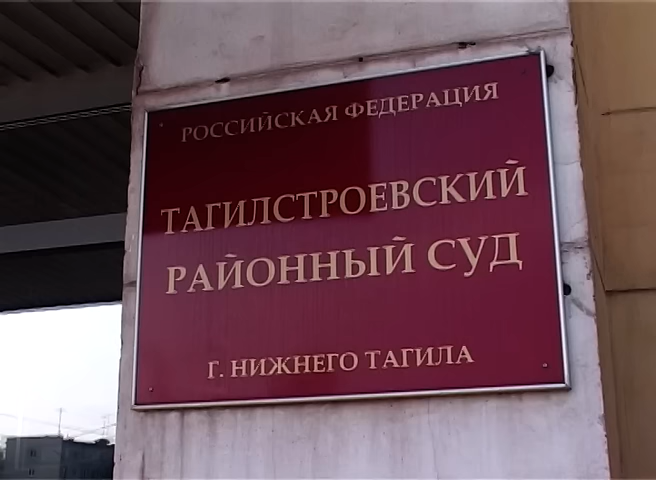 РОССИЙСКАЯ ФЕДЕРАЦИЯ
ТАГИЛСТРОЕВСКИЙ
РАЙОННЫЙ СУД
Г. НИЖНЕГО ТАГИЛА